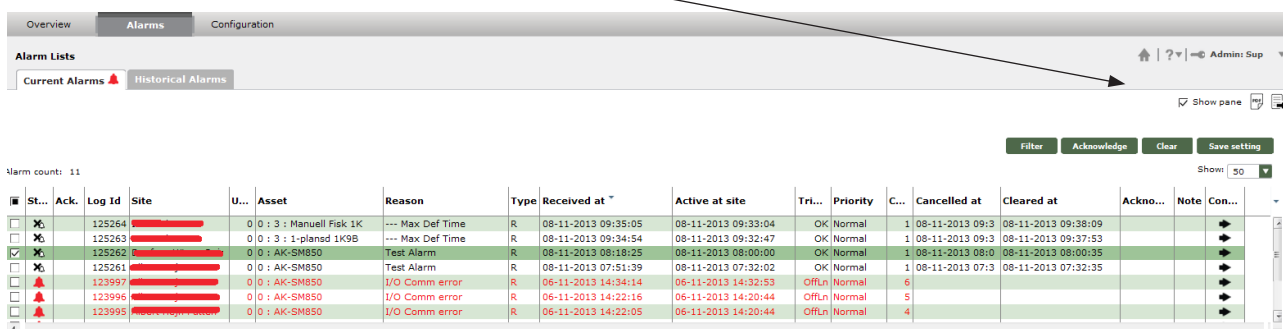 Overview Alarms Configuration
Alarm Lists ? Admin: Sup
Current Alarms Historical Alarms
Show pane PDF
Filter Acknowledge Clear Save setting
Alarm count: 11 Show: 50
St... Ack. Log Id Site U... Asset Reason Type Received at Active at site Tri... Priority C... Cancelled at Cleared at Ackno... Note Con...
125264 0 0 : 3 : Manuell Fisk 1K --- Max Def Time R 08-11-2013 09:35:05 08-11-2013 09:33:04 OK Normal 1 08-11-2013 09:3 08-11-2013 09:38:09
125263 0 0 : 3 : 1-plansd 1K9B --- Max Def Time R 08-11-2013 09:34:54 08-11-2013 09:32:47 OK Normal 1 08-11-2013 09:3 08-11-2013 09:37:53
125262 0 0 : AK-SM850 Test Alarm R 08-11-2013 08:18:25 08-11-2013 08:00:00 OK Normal 1 08-11-2013 08:0 08-11-2013 08:00:35
125261 0 0 : AK-SM850 Test Alarm R 08-11-2013 07:51:39 08-11-2013 07:32:02 OK Normal 1 08-11-2013 07:3 08-11-2013 07:32:35
123997 0 0 : AK-SM850 I/O Comm error R 06-11-2013 14:34:14 06-11-2013 14:32:53 OffLn Normal 6
123996 0 0 : AK-SM850 I/O Comm error R 06-11-2013 14:22:16 06-11-2013 14:20:44 OffLn Normal 5
123995 0 0 : AK-SM850 I/O Comm error R 06-11-2013 14:22:05 06-11-2013 14:20:44 OffLn Normal 4